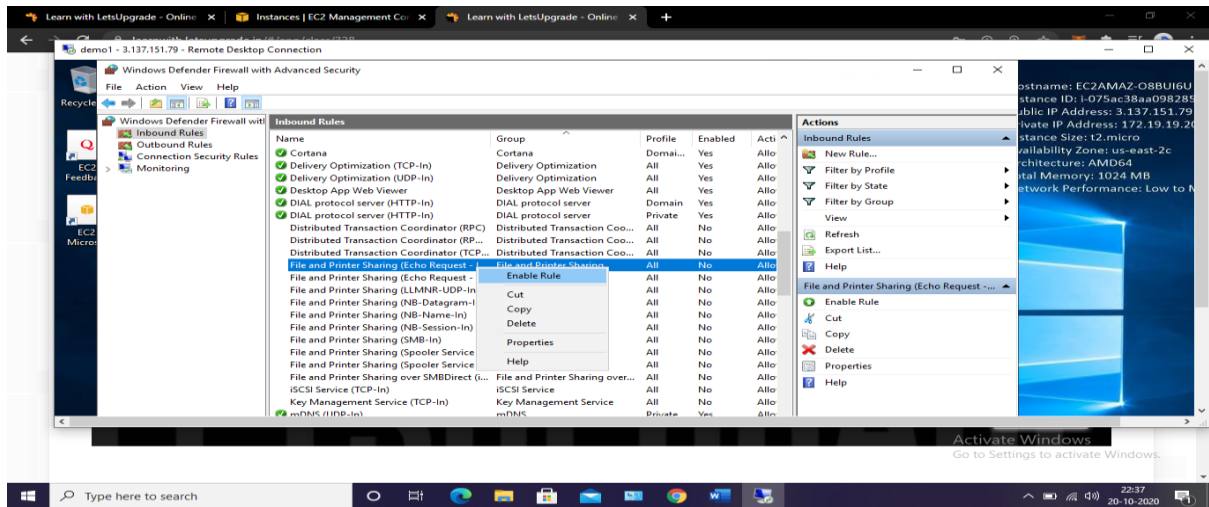 Learn with LetsUpgrade - Online
Instances | EC2 Management Con
Learn with LetsUpgrade - Online
demo1 - 3.137.151.79 - Remote Desktop Connection
Recycle
EC2
Feedba
EC2
Micros
Windows Defender Firewall with Advanced Security
File Action View Help
Windows Defender Firewall with
Inbound Rules
Outbound Rules
Connection Security Rules
Monitoring
Inbound Rules
Name Group Profile Enabled Acti
Cortana Cortana Domai... Yes Allo
Delivery Optimization (TCP-In) Delivery Optimization All Yes Allo
Delivery Optimization (UDP-In) Delivery Optimization All Yes Allo
Desktop App Web Viewer Desktop App Web Viewer All Yes Allo
DIAL protocol server (HTTP-In) DIAL protocol server Domain Yes Allo
DIAL protocol server (HTTP-In) DIAL protocol server Private Yes Allo
Distributed Transaction Coordinator (RPC) Distributed Transaction Coo... All No Allo
Distributed Transaction Coordinator (RP... Distributed Transaction Coo... All No Allo
Distributed Transaction Coordinator (TCP... Distributed Transaction Coo... All No Allo
File and Printer Sharing (Echo Request - I... File and Printer Sharing All No Allo
File and Printer Sharing (Echo Request - All No Allo
File and Printer Sharing (LLMNR-UDP-In All No Allo
File and Printer Sharing (NB-Datagram-I All No Allo
File and Printer Sharing (NB-Name-In) All No Allo
File and Printer Sharing (NB-Session-In) All No Allo
File and Printer Sharing (SMB-In) All No Allo
File and Printer Sharing (Spooler Service All No Allo
File and Printer Sharing (Spooler Service All No Allo
File and Printer Sharing over SMBDirect (i... File and Printer Sharing over... All No Allo
iSCSI Service (TCP-In) iSCSI Service All No Allo
Key Management Service (TCP-In) Key Management Service All No Allo
mDNS (UDP-In) mDNS Private Yes Allo
Enable Rule
Cut
Copy
Delete
Properties
Help
Actions
Inbound Rules
New Rule...
Filter by Profile
Filter by State
Filter by Group
View
Refresh
Export List...
Help
File and Printer Sharing (Echo Request -...
Enable Rule
Cut
Copy
Delete
Properties
Help
ostname: EC2AMAZ-O8BUI6U
stance ID: i-075ac38aa098285
ublic IP Address: 3.137.151.79
rivate IP Address: 172.19.19.20
stance Size: t2.micro
vailability Zone: us-east-2c
rchitecture: AMD64
otal Memory: 1024 MB
etwork Performance: Low to M
Activate Windows
Go to Settings to activate Windows.
Type here to search
22:37
20-10-2020